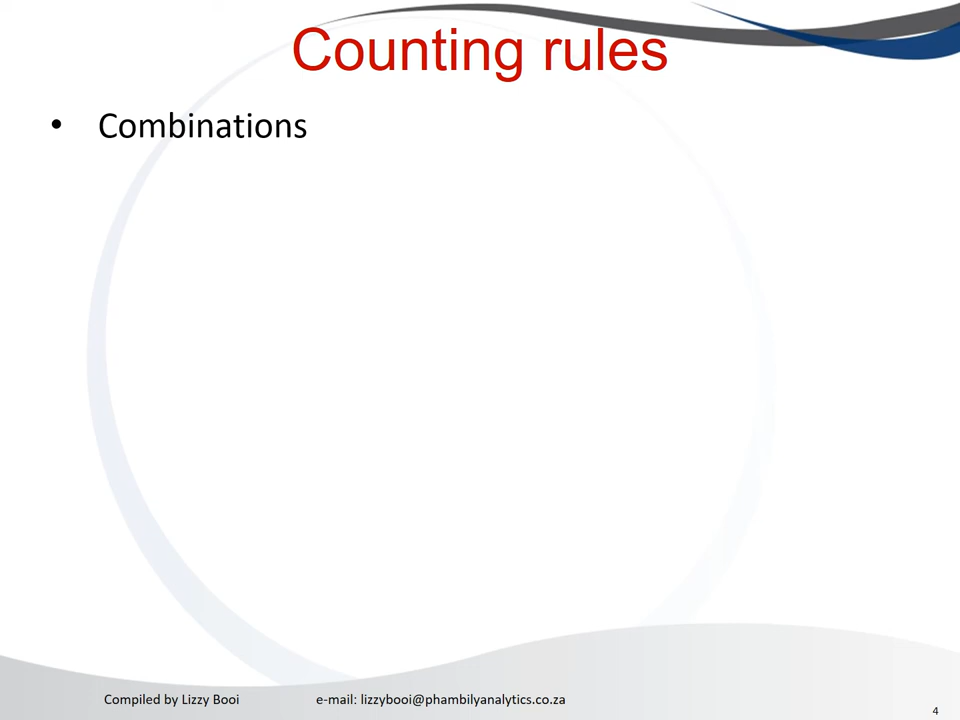 Counting rules
• Combinations
Compiled by Lizzy Booi e-mail: lizzybooi@phambilyanalytics.co.za
4